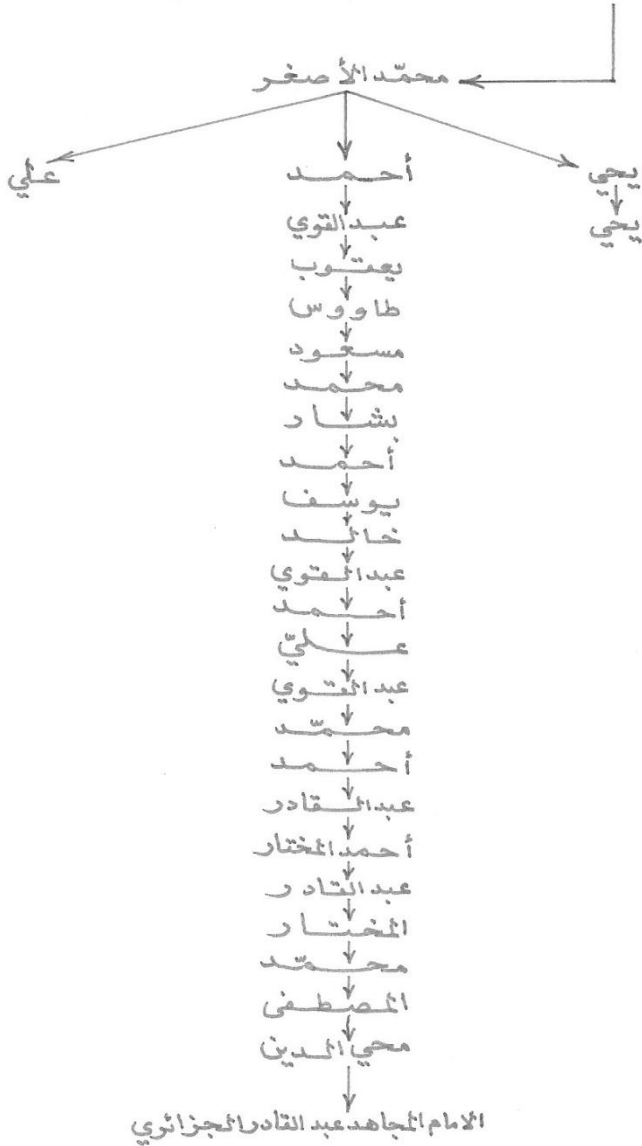 محمّد الأصغر
يحي أحمد علي
يحي
عبد القوي
يعقوب
طاووس
مسعود
محمد
بشار
أحمد
يوسف
خالد
عبد القوي
أحمد
عليّ
عبد القوي
محمّد
أحمد
عبد القادر
أحمد المختار
عبد القادر
المختار
محمّد
المصطفى
محي الدين
الامام المجاهد عبد القادر الجزائري